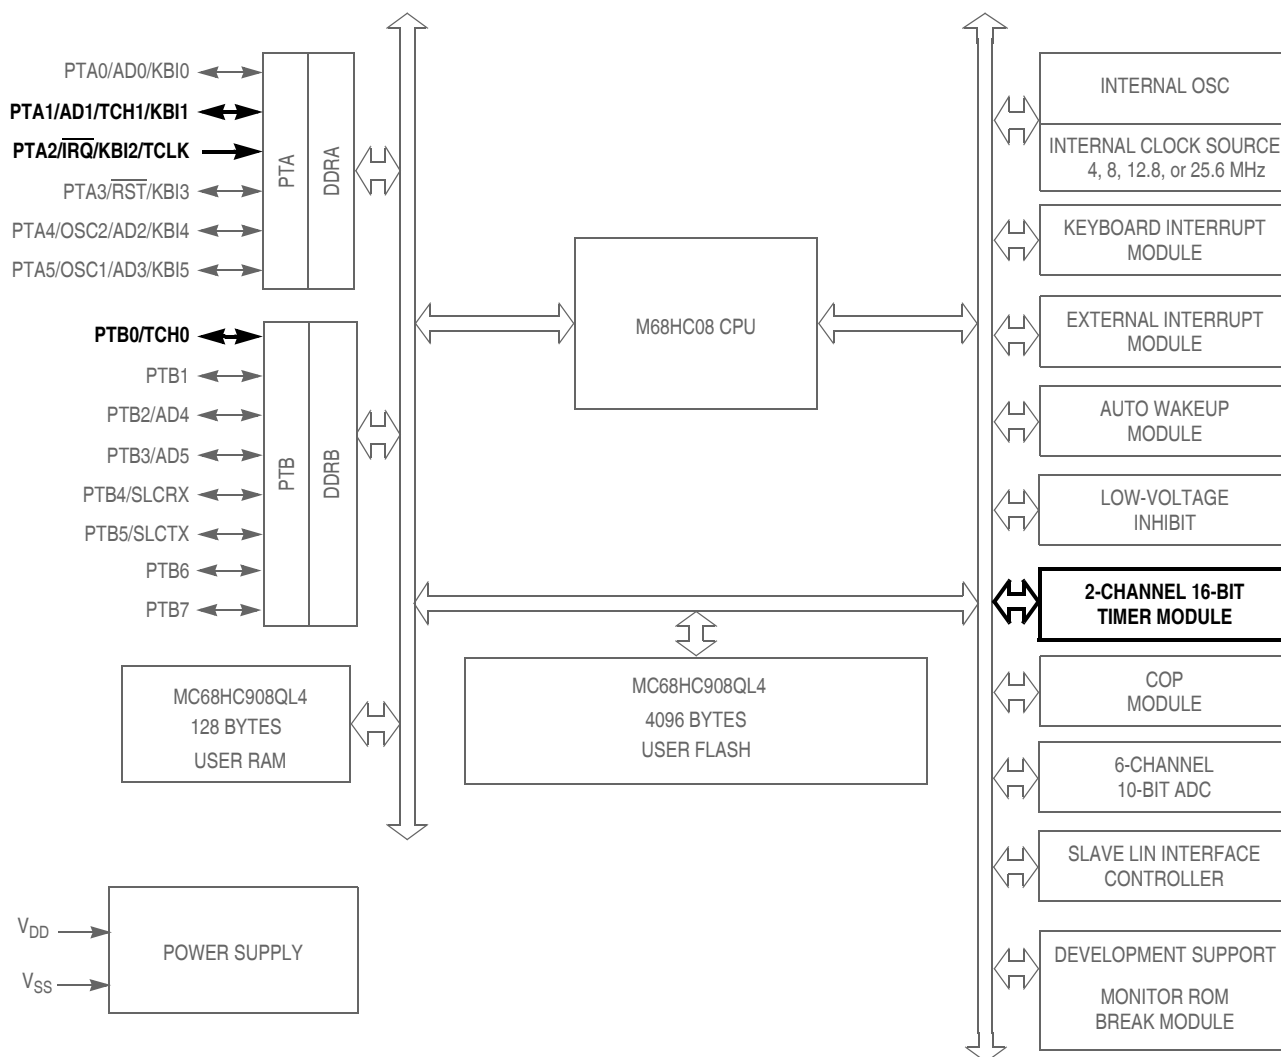 PTA0/AD0/KBI0
PTA1/AD1/TCH1/KBI1
PTA2/IRQ/KBI2/TCLK
PTA3/RST/KBI3
PTA4/OSC2/AD2/KBI4
PTA5/OSC1/AD3/KBI5
PTA
DDRA
PTB0/TCH0
PTB1
PTB2/AD4
PTB3/AD5
PTB4/SLCRX
PTB5/SLCTX
PTB6
PTB7
PTB
DDRB
M68HC08 CPU
MC68HC908QL4
128 BYTES
USER RAM
MC68HC908QL4
4096 BYTES
USER FLASH
VDD
VSS
POWER SUPPLY
INTERNAL OSC
INTERNAL CLOCK SOURCE
4, 8, 12.8, or 25.6 MHz
KEYBOARD INTERRUPT
MODULE
EXTERNAL INTERRUPT
MODULE
AUTO WAKEUP
MODULE
LOW-VOLTAGE
INHIBIT
2-CHANNEL 16-BIT
TIMER MODULE
COP
MODULE
6-CHANNEL
10-BIT ADC
SLAVE LIN INTERFACE
CONTROLLER
DEVELOPMENT SUPPORT
MONITOR ROM
BREAK MODULE